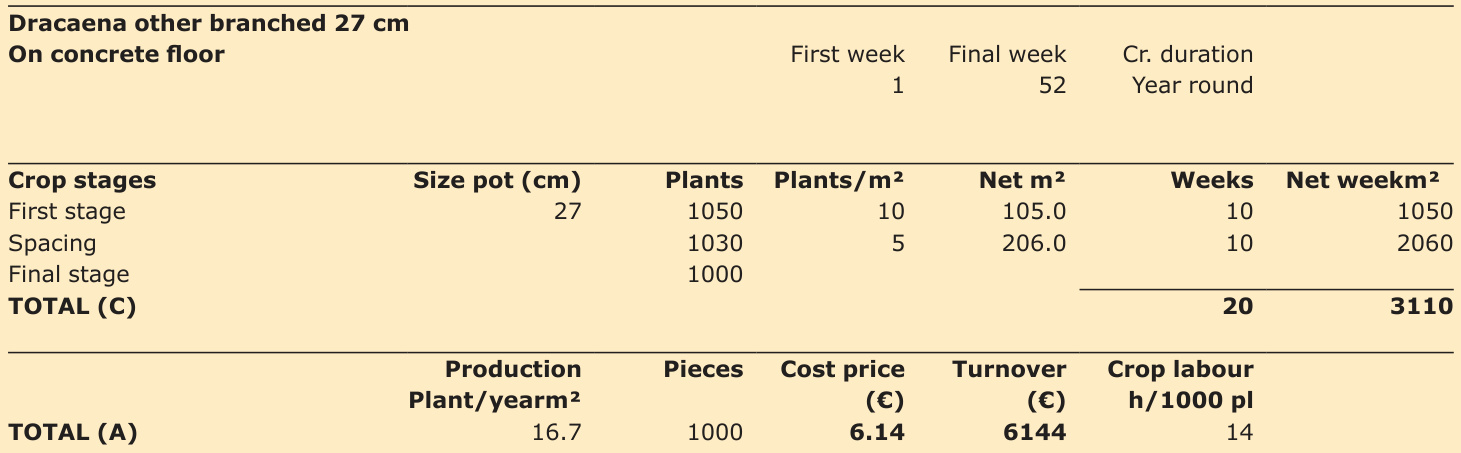 Dracaena other branched 27 cm
On concrete floor First week Final week Cr. duration
1 52 Year round
Crop stages Size pot (cm) Plants Plants/m² Net m² Weeks Net weekm²
First stage 27 1050 10 105.0 10 1050
Spacing 1030 5 206.0 10 2060
Final stage 1000
TOTAL (C) 20 3110
Production Pieces Cost price Turnover Crop labour
Plant/yearm² (€) (€) h/1000 pl
TOTAL (A) 16.7 1000 6.14 6144 14